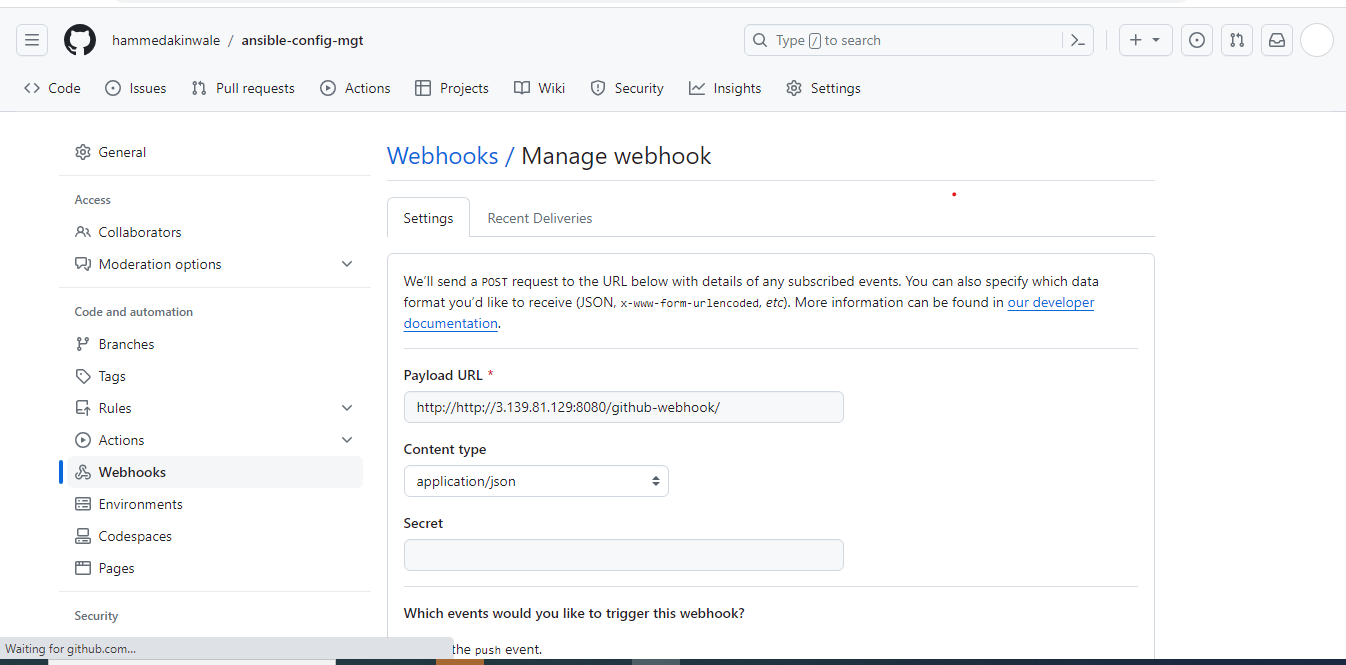 hammedakinwale / ansible-config-mgt
Type / to search
Code Issues Pull requests Actions Projects Wiki Security Insights Settings
General
Access
Collaborators
Moderation options
Code and automation
Branches
Tags
Rules
Actions
Webhooks
Environments
Codespaces
Pages
Security
Webhooks / Manage webhook
Settings Recent Deliveries
We'll send a POST request to the URL below with details of any subscribed events. You can also specify which data
format you'd like to receive (JSON, x-www-form-urlencoded, etc). More information can be found in our developer
documentation.
Payload URL *
http://http://3.139.81.129:8080/github-webhook/
Content type
application/json
Secret
Which events would you like to trigger this webhook?
the push event.
Waiting for github.com...